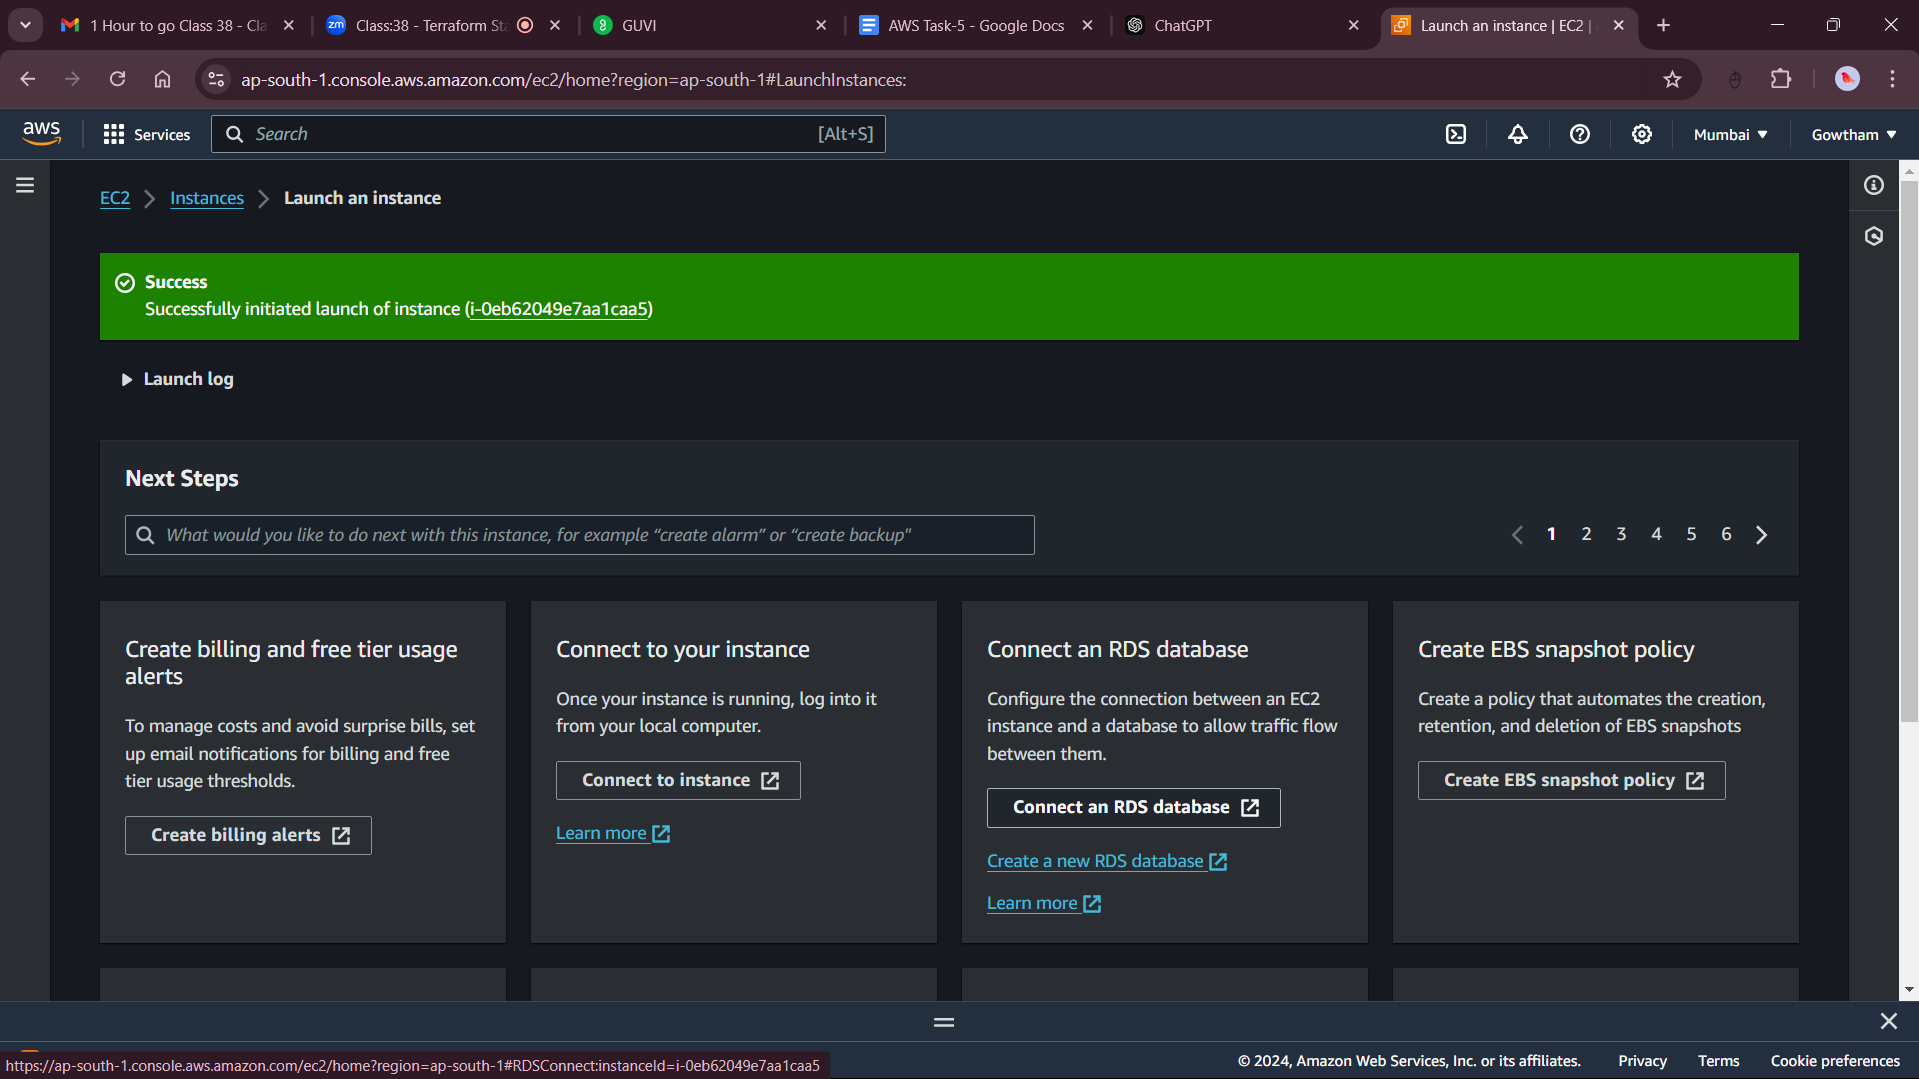 1 Hour to go Class 38 - Cla
Class:38 - Terraform Sta
GUVI
AWS Task-5 - Google Docs
ChatGPT
Launch an instance | EC2 |
ap-south-1.console.aws.amazon.com/ec2/home?region=ap-south-1#LaunchInstances:
aws
Services
Search
[Alt+S]
Mumbai
Gowtham
EC2
Instances
Launch an instance
Success
Successfully initiated launch of instance (i-0eb62049e7aa1caa5)
Launch log
Next Steps
What would you like to do next with this instance, for example “create alarm” or “create backup"
1 2 3 4 5 6
Create billing and free tier usage
alerts
To manage costs and avoid surprise bills, set
up email notifications for billing and free
tier usage thresholds.
Create billing alerts
Connect to your instance
Once your instance is running, log into it
from your local computer.
Connect to instance
Learn more
Connect an RDS database
Configure the connection between an EC2
instance and a database to allow traffic flow
between them.
Connect an RDS database
Create a new RDS database
Learn more
Create EBS snapshot policy
Create a policy that automates the creation,
retention, and deletion of EBS snapshots
Create EBS snapshot policy
https://ap-south-1.console.aws.amazon.com/ec2/home?region=ap-south-1#RDSConnect:instanceId=i-0eb62049e7aa1caa5
© 2024, Amazon Web Services, Inc. or its affiliates.
Privacy
Terms
Cookie preferences